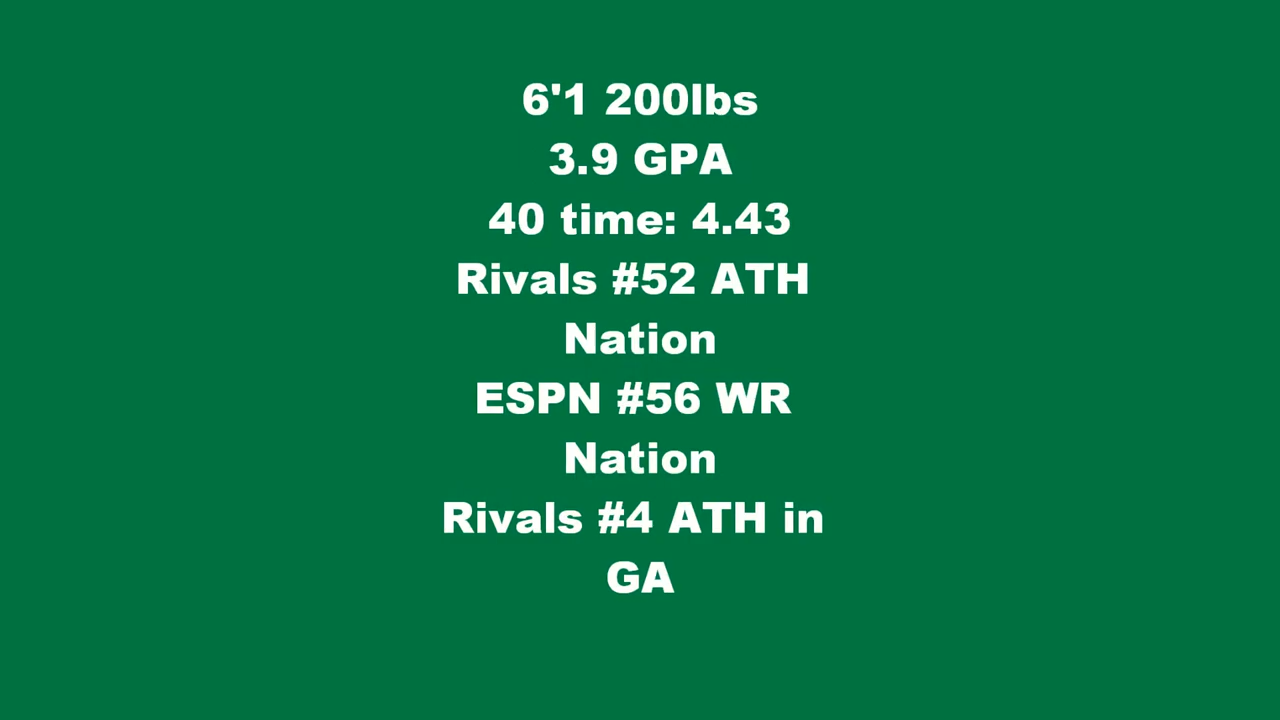 6'1 200lbs
3.9 GPA
40 time: 4.43
Rivals #52 ATH
Nation
ESPN #56 WR
Nation
Rivals #4 ATH in
GA